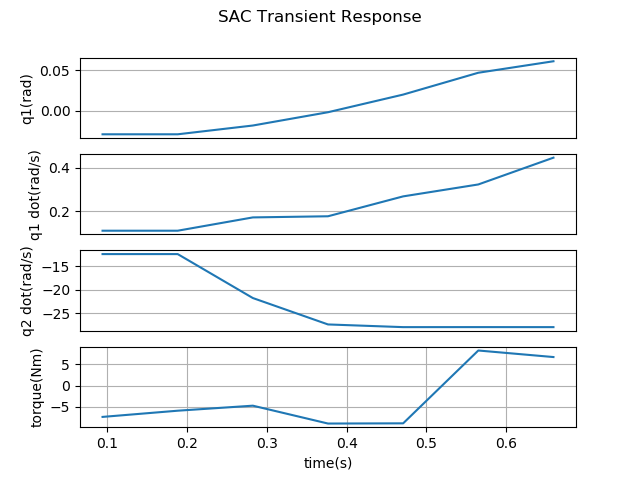 SAC Transient Response
q1(rad)
0.05
0.00
q1 dot(rad/s)
0.4
0.2
q2 dot(rad/s)
−15
−25
torque(Nm)
5
0
−5
0.1 0.2 0.3 0.4 0.5 0.6
time(s)